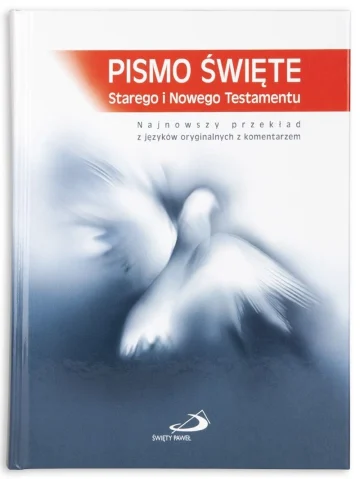 PISMO ŚWIĘTE
Starego i Nowego Testamentu
Najnowszy przekład
z języków oryginalnych z komentarzem
ŚWIĘTY PAWEŁ